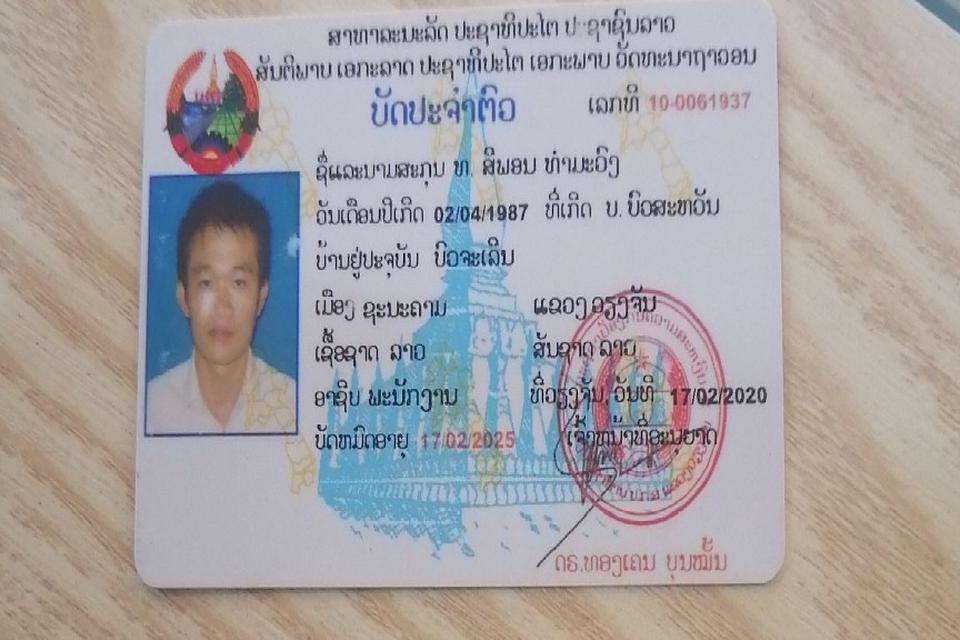 ສາທາລະນະລັດ ປະຊາທິປະໄຕ ປະຊາຊົນລາວ
ສັນຕິພາບ ເອກະລາດ ປະຊາທິປະໄຕ ເອກະພາບ ວັດທະນາຖາວອນ
ບັດປະຈຳຕົວ
ເລກທີ 10-0061937
ຊື່ແລະນາມສະກຸນ ທ. ສີພອນ ທຳມະວົງ
ວັນເດືອນປີເກີດ 02/04/1987 ທີ່ເກີດ ບ. ບົວສະຫວັນ
ບ້ານຢູ່ປະຈຸບັນ ບົວຈະເລີນ
ເມືອງ ຊະນະຄາມ ແຂວງ ວຽງຈັນ
ເຊື້ອຊາດ ລາວ ສັນຊາດ ລາວ
ອາຊີບ ພະນັກງານ ທີ່ວຽງຈັນ, ວັນທີ 17/02/2020
ບັດຫມົດອາຍຸ 17/02/2025 ເຈົ້າຫນ້າທີ່ອະນຸຍາດ
ດຣ.ທອງເຄນ ບຸນໝັ້ນ